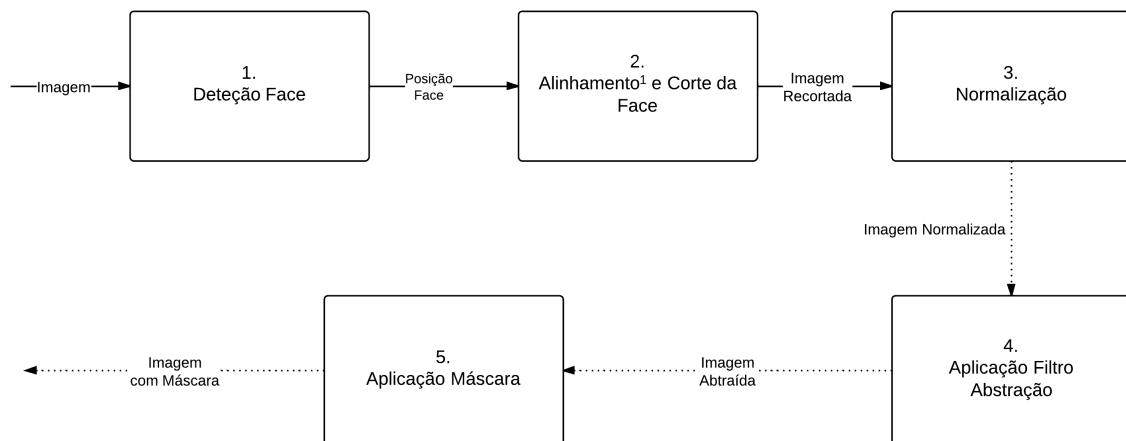 Imagem
1.
Deteção Face
Posição
Face
2.
Alinhamento¹ e Corte da
Face
Imagem
Recortada
3.
Normalização
Imagem Normalizada
4.
Aplicação Filtro
Abstração
Imagem
Abtraída
5.
Aplicação Máscara
Imagem
com Máscara